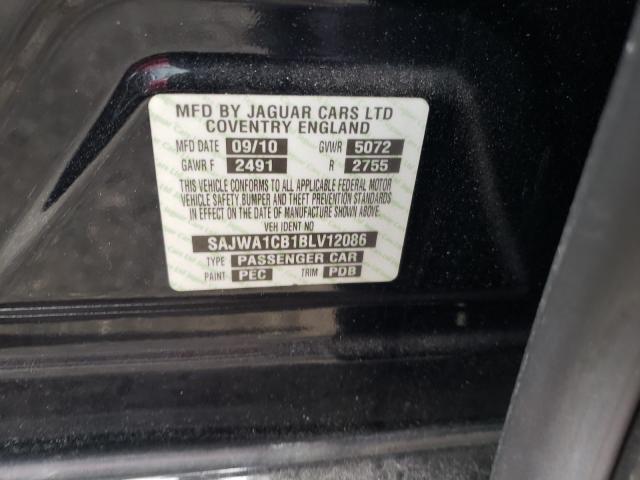 MFD BY JAGUAR CARS LTD
COVENTRY ENGLAND
MFD DATE 09/10 GVWR 5072
GAWR F 2491 R 2755
THIS VEHICLE CONFORMS TO ALL APPLICABLE FEDERAL MOTOR
VEHICLE SAFETY,BUMPER AND THEFT PREVENTION STANDARDS
IN EFFECT ON THE DATE OF MANUFACTURE SHOWN ABOVE.
VEH IDENT NO
SAJWA1CB1BLV12086
TYPE PASSENGER CAR
PAINT PEC TRIM PDB